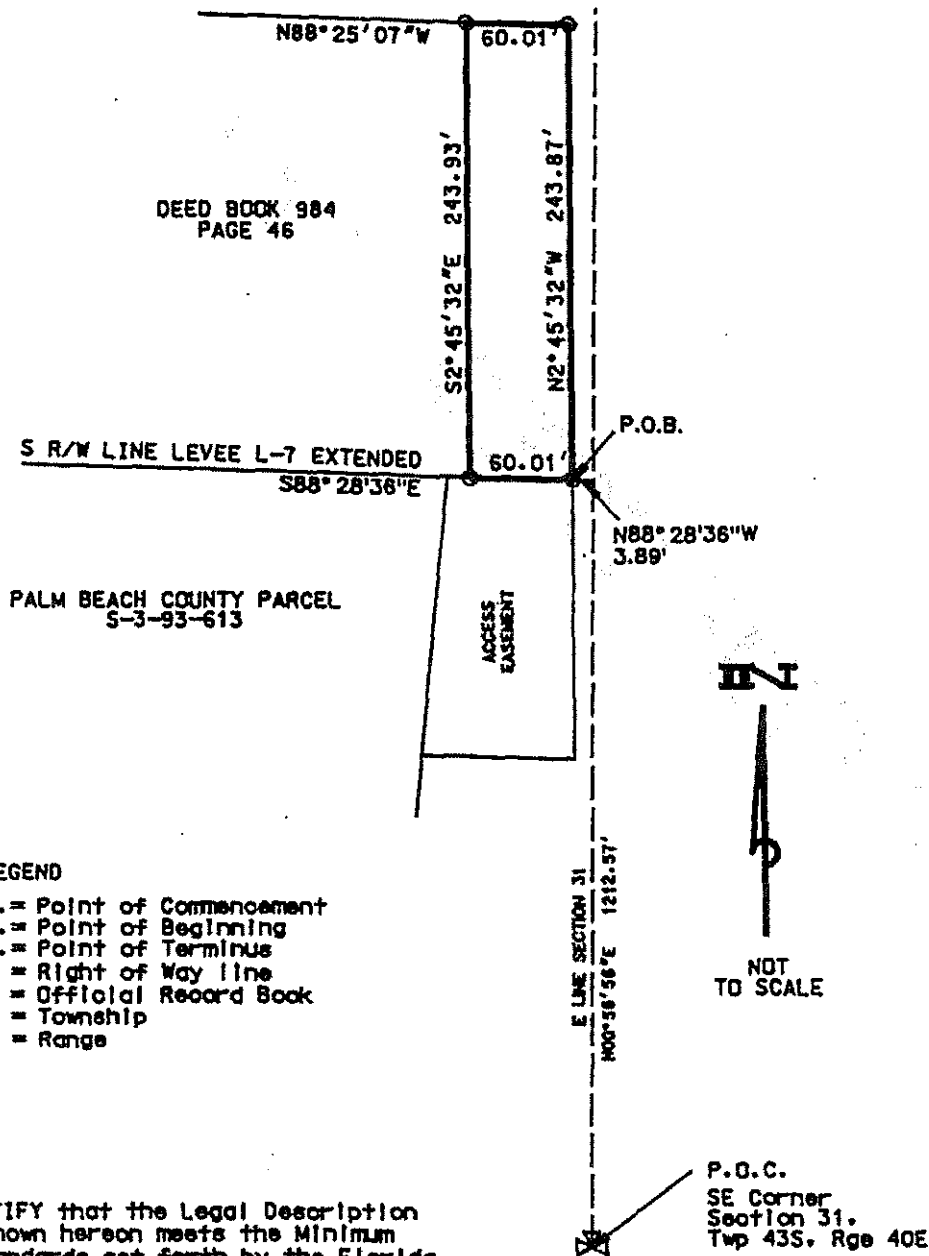 N88°25'07"W
60.01'
DEED BOOK 984
PAGE 46
S2°45'32"E 243.93'
N2°45'32"W 243.87'
P.O.B.
S R/W LINE LEVEE L-7 EXTENDED
60.01'
S88°28'36"E
N88°28'36"W
3.89'
PALM BEACH COUNTY PARCEL
S-3-93-613
ACCESS
EASEMENT
N
E LINE SECTION 31
N00°56'56"E 1212.57'
NOT
TO SCALE
EGEND
.= Point of Commencement
.= Point of Beginning
.= Point of Terminus
= Right of Way line
= Official Record Book
= Township
= Range
P.O.C.
SE Corner
Section 31,
Twp 43S, Rge 40E
TIFY that the Legal Description
hown hereon meets the Minimum